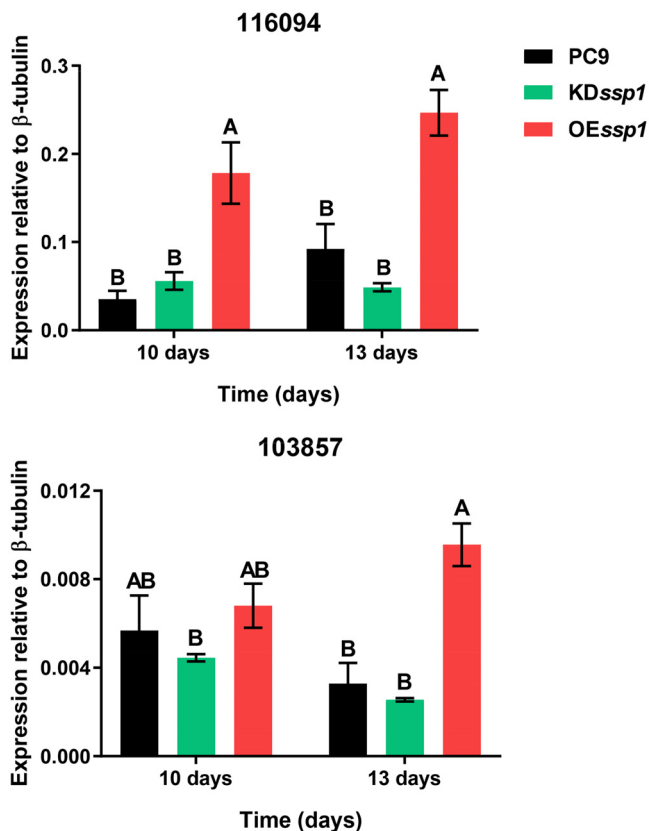 116094
PC9
KDssp1
OEssp1
Expression relative to β-tubulin
0.3
0.2
0.1
0.0
B
B
A
B
B
A
10 days
13 days
Time (days)
103857
Expression relative to β-tubulin
0.012
0.008
0.004
0.000
AB
B
AB
B
B
A
10 days
13 days
Time (days)